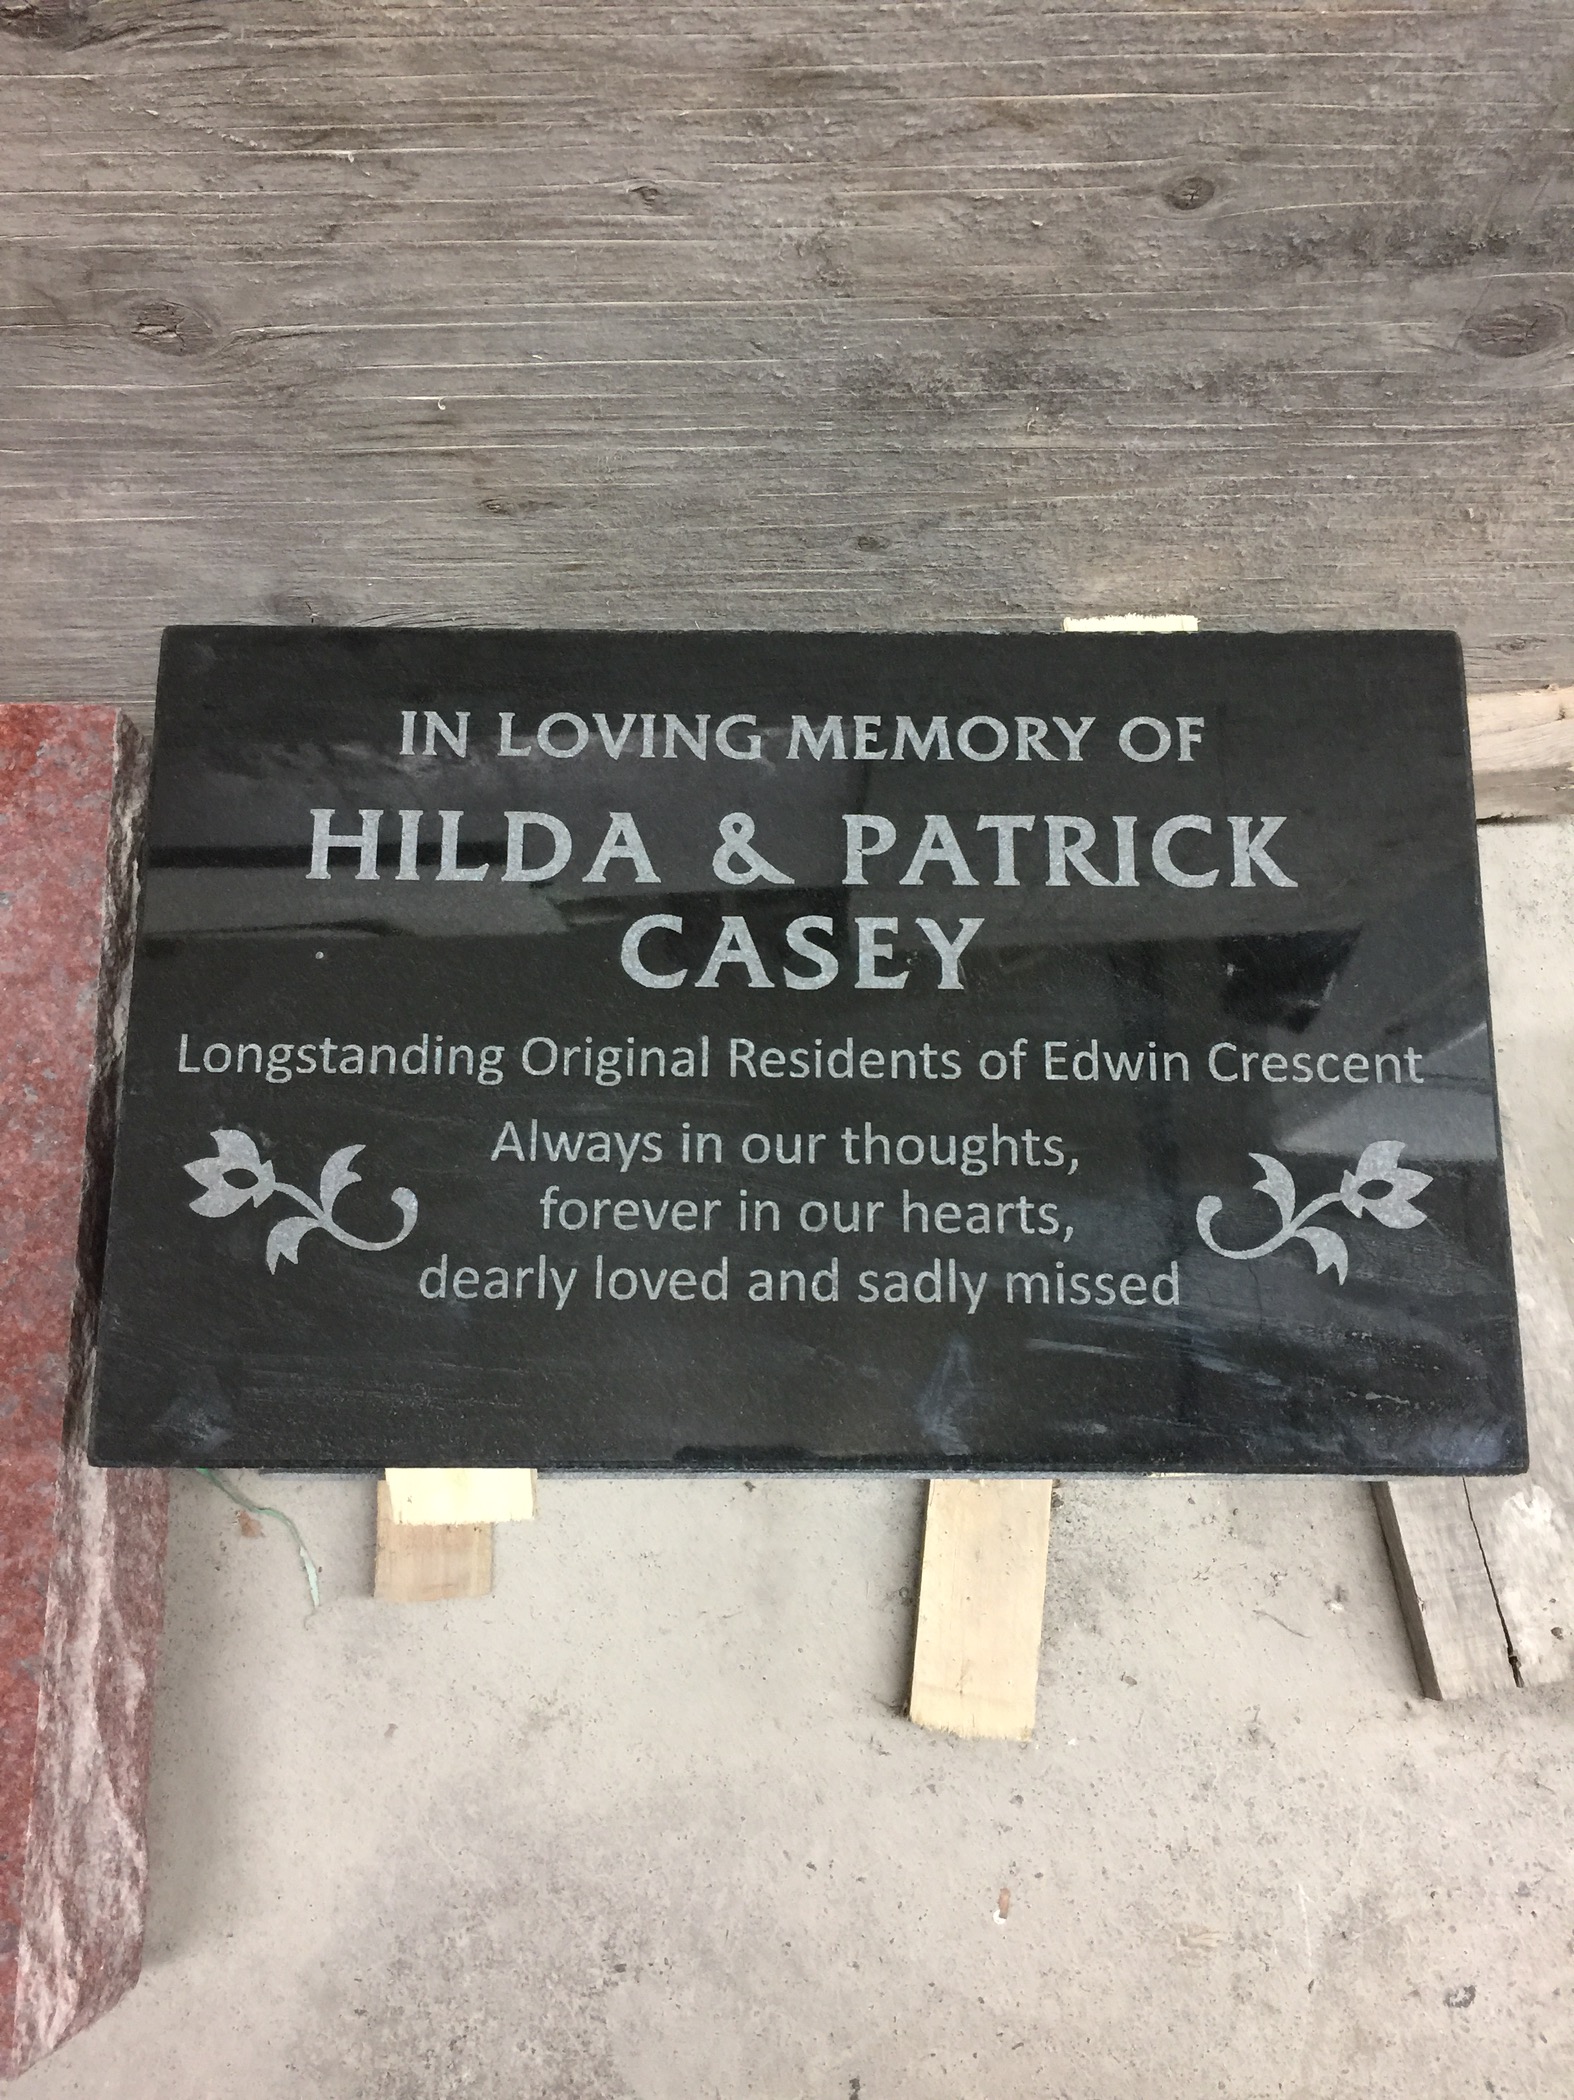 IN LOVING MEMORY OF
HILDA & PATRICK
CASEY
Longstanding Original Residents of Edwin Crescent
Always in our thoughts,
forever in our hearts,
dearly loved and sadly missed